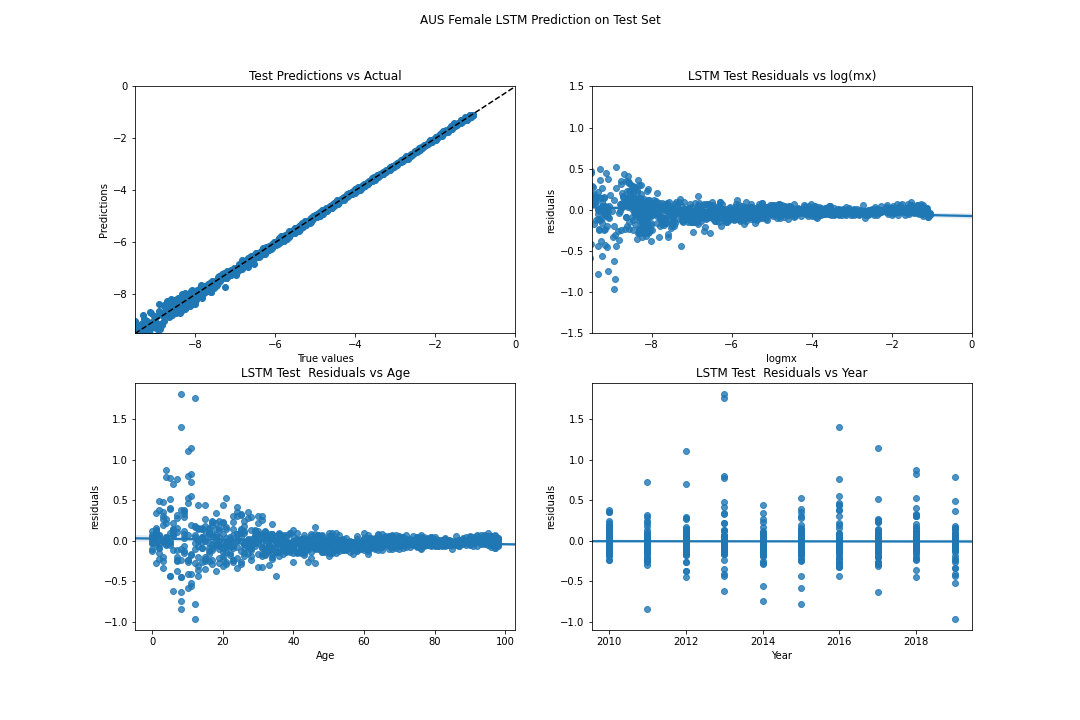 AUS Female LSTM Prediction on Test Set
Test Predictions vs Actual
0
−2
−4
−6
−8
Predictions
−8 −6 −4 −2 0
True values
LSTM Test Residuals vs log(mx)
1.5
1.0
0.5
0.0
−0.5
−1.0
−1.5
residuals
−8 −6 −4 −2 0
logmx
LSTM Test  Residuals vs Age
1.5
1.0
0.5
0.0
−0.5
−1.0
residuals
0 20 40 60 80 100
Age
LSTM Test  Residuals vs Year
1.5
1.0
0.5
0.0
−0.5
−1.0
residuals
2010 2012 2014 2016 2018
Year